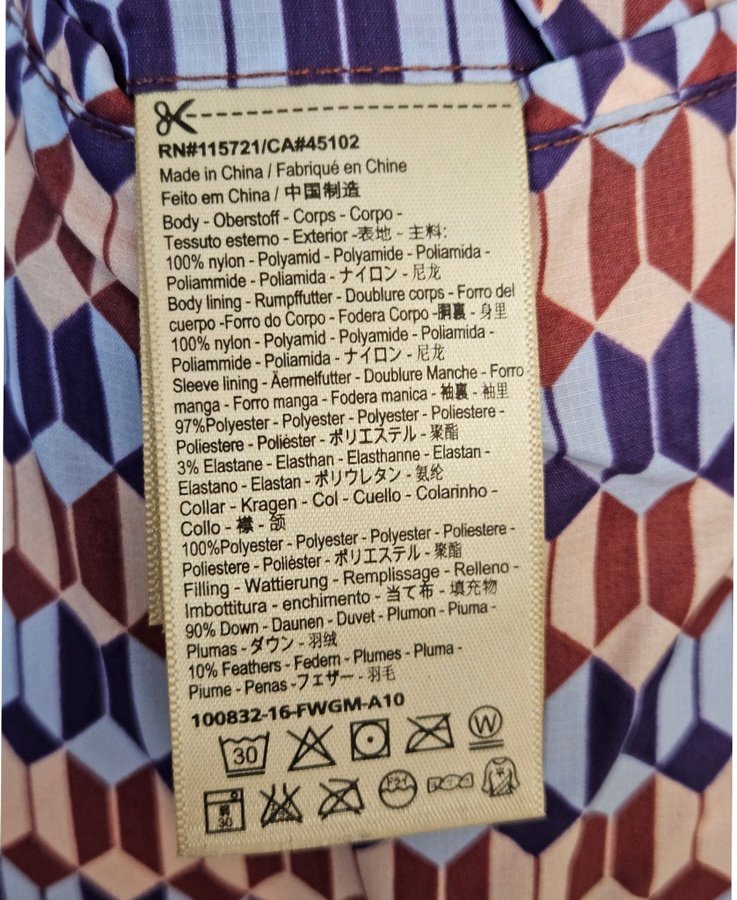 RN#115721/CA#45102
Made in China / Fabriqué en Chine
Feito em China / 中国制造
Body - Oberstoff - Corps - Corpo -
Tessuto esterno - Exterior -表地 - 主料:
100% nylon - Polyamid - Polyamide - Poliamida -
Poliammide - Poliamida - ナイロン - 尼龙
Body lining - Rumpffutter - Doublure corps - Forro del
cuerpo -Forro do Corpo - Fodera Corpo -胴裏 - 身里
100% nylon - Polyamid - Polyamide - Poliamida -
Poliammide - Poliamida - ナイロン - 尼龙
Sleeve lining - Äermelfutter - Doublure Manche - Forro
manga - Forro manga - Fodera manica - 袖裏 - 袖里
97%Polyester - Polyester - Polyester - Poliestere -
Poliestere - Poliéster - ポリエステル - 聚酯
3% Elastane - Elasthan - Elasthanne - Elastan -
Elastano - Elastan - ポリウレタン - 氨纶
Collar - Kragen - Col - Cuello - Colarinho -
Collo - 襟 - 颌
100%Polyester - Polyester - Polyester - Poliestere -
Poliestere - Poliéster - ポリエステル - 聚酯
Filling - Wattierung - Remplissage - Relleno -
Imbottitura - enchimento - 当て布 - 填充物
90% Down - Daunen - Duvet - Plumon - Piuma -
Plumas - ダウン - 羽绒
10% Feathers - Federn - Plumes - Pluma -
Piume - Penas -フェザー - 羽毛
100832-16-FWGM-A10
30 W
弱 30